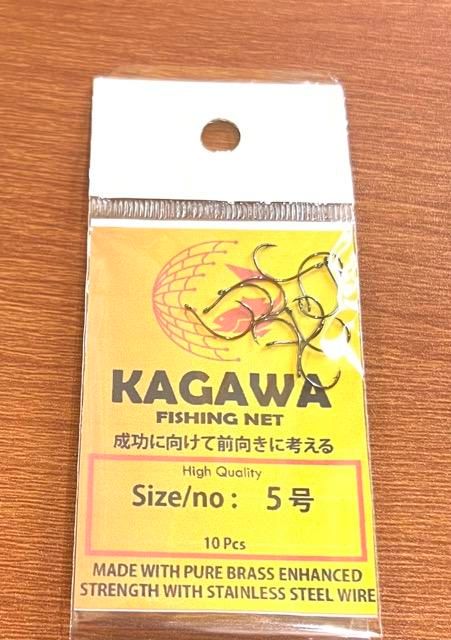 KAGAWA
FISHING NET
成功に向けて前向きに考える
High Quality
Size/no : 5号
10 Pcs
MADE WITH PURE BRASS ENHANCED
STRENGTH WITH STAINLESS STEEL WIRE